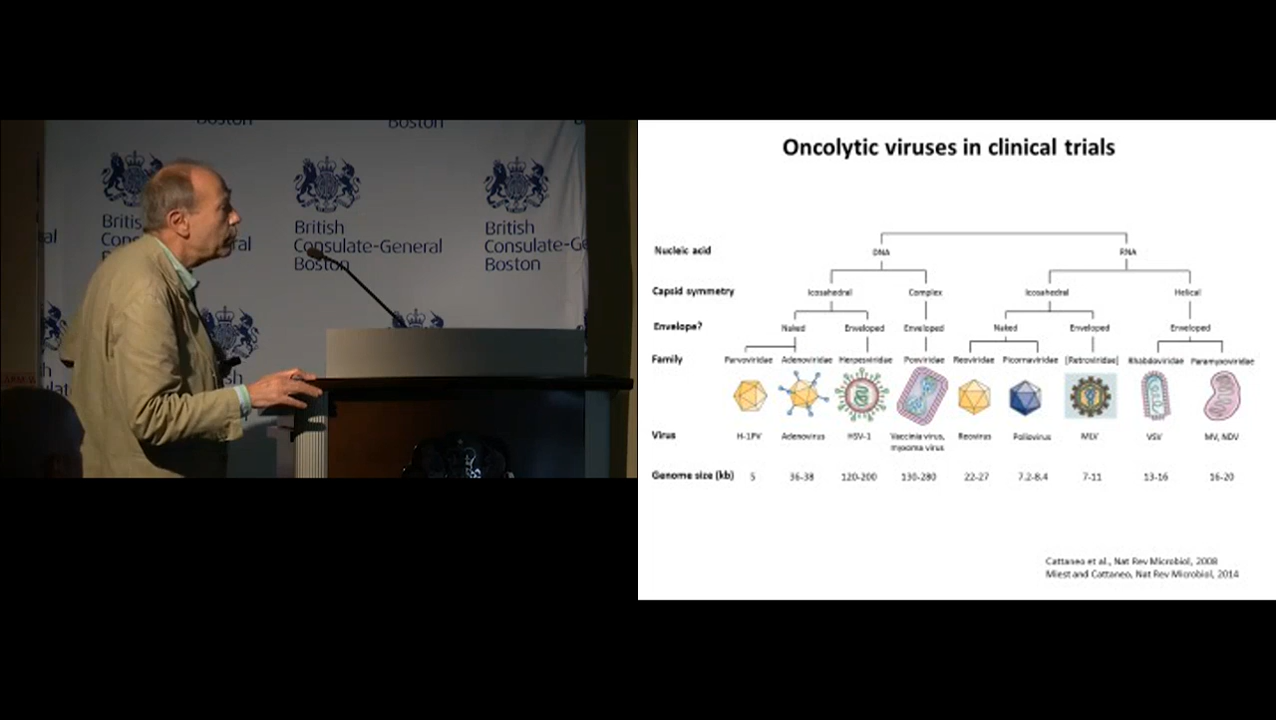 Boston
Boston
British
Consulate-General
Boston
British
Consulate-Ge
Boston
Oncolytic viruses in clinical trials
Nucleic acid DNA RNA
Capsid symmetry Icosahedral Complex Icosahedral Helical
Envelope? Naked Enveloped Enveloped Naked Enveloped Enveloped
Family Parvoviridae Adenoviridae Herpesviridae Poxviridae Reoviridae Picornaviridae (Retroviridae) Rhabdoviridae Paramyxoviridae
Virus H-1PV Adenovirus HSV-1 Vaccinia virus, Reovirus Poliovirus MLV VSV MV, NDV
myxoma virus
Genome size (kb) 5 36-38 120-200 130-280 22-27 7.2-8.4 7-11 13-16 16-20
Cattaneo et al., Nat Rev Microbiol, 2008
Miest and Cattaneo, Nat Rev Microbiol, 2014